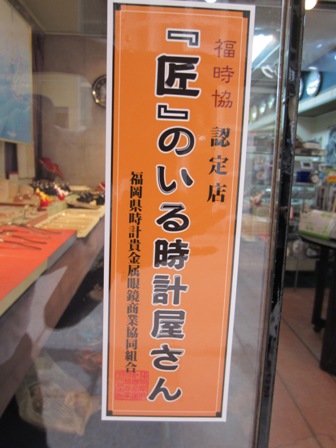 福時協
認定店
『匠』のいる時計屋さん
福岡県時計貴金属眼鏡商業協同組合